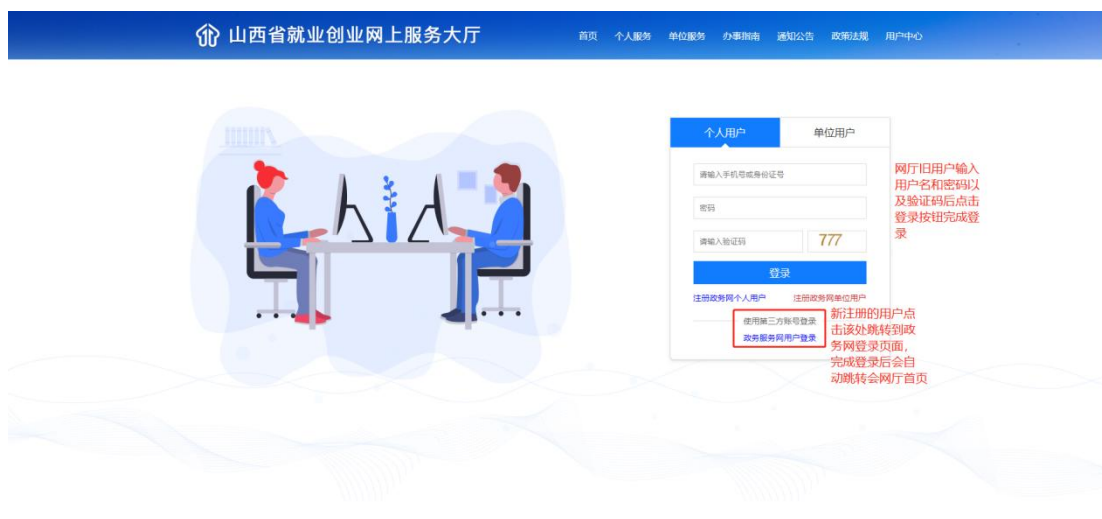 山西省就业创业网上服务大厅
首页 个人服务 单位服务 办事指南 通知公告 政策法规 用户中心
个人用户 单位用户
请输入手机号或身份证号
密码
请输入验证码 777
登录
注册政务网个人用户 注册政务网单位用户
使用第三方账号登录
政务服务网用户登录
网厅旧用户输入
用户名和密码以
及验证码后点击
登录按钮完成登
录
新注册的用户点
击该处跳转到政
务网登录页面，
完成登录后会自
动跳转会网厅首页